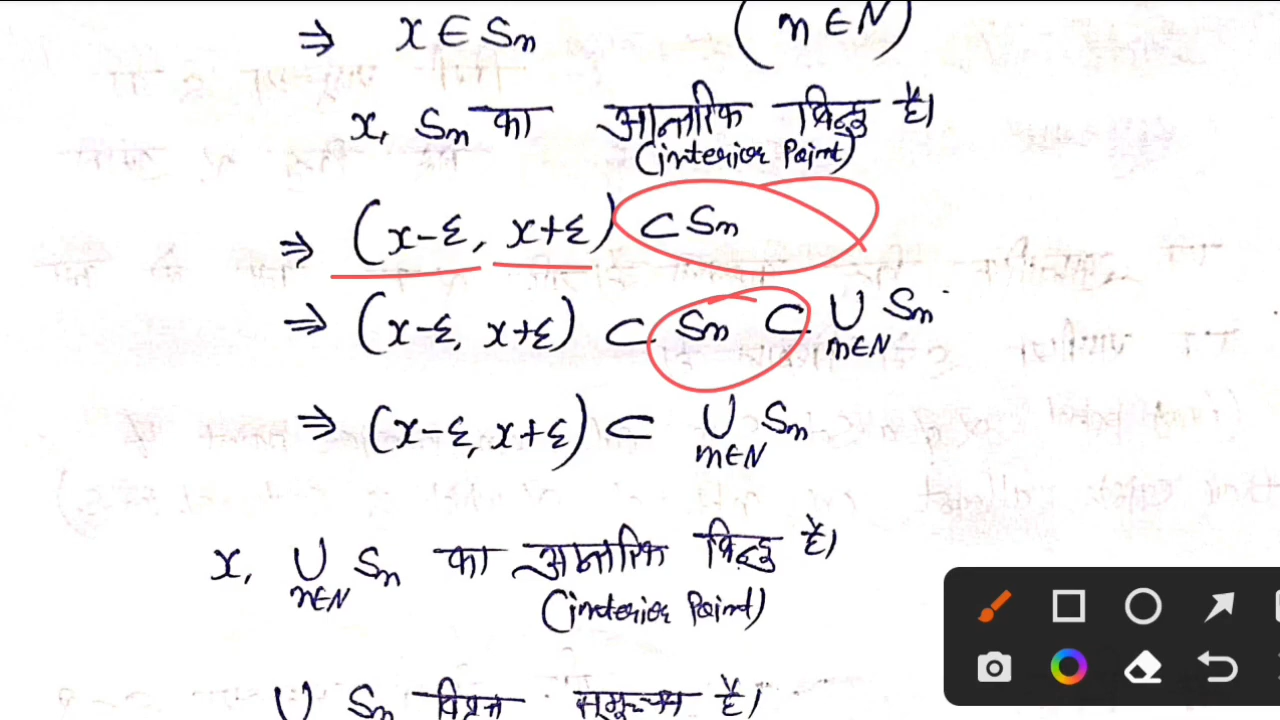 ⇒ x ∈ Sn (n ∈ N)
x, Sn का आन्तरिक बिन्दु है।
(interior Point)
⇒ (x-ε, x+ε) ⊂ Sn
⇒ (x-ε, x+ε) ⊂ Sn ⊂ ∪ Sn
n∈N
⇒ (x-ε, x+ε) ⊂ ∪ Sn
n∈N
x, ∪ Sn का आन्तरिक बिन्दु है।
n∈N (interior Point)
∪ Sn विवृत समुच्चय है।